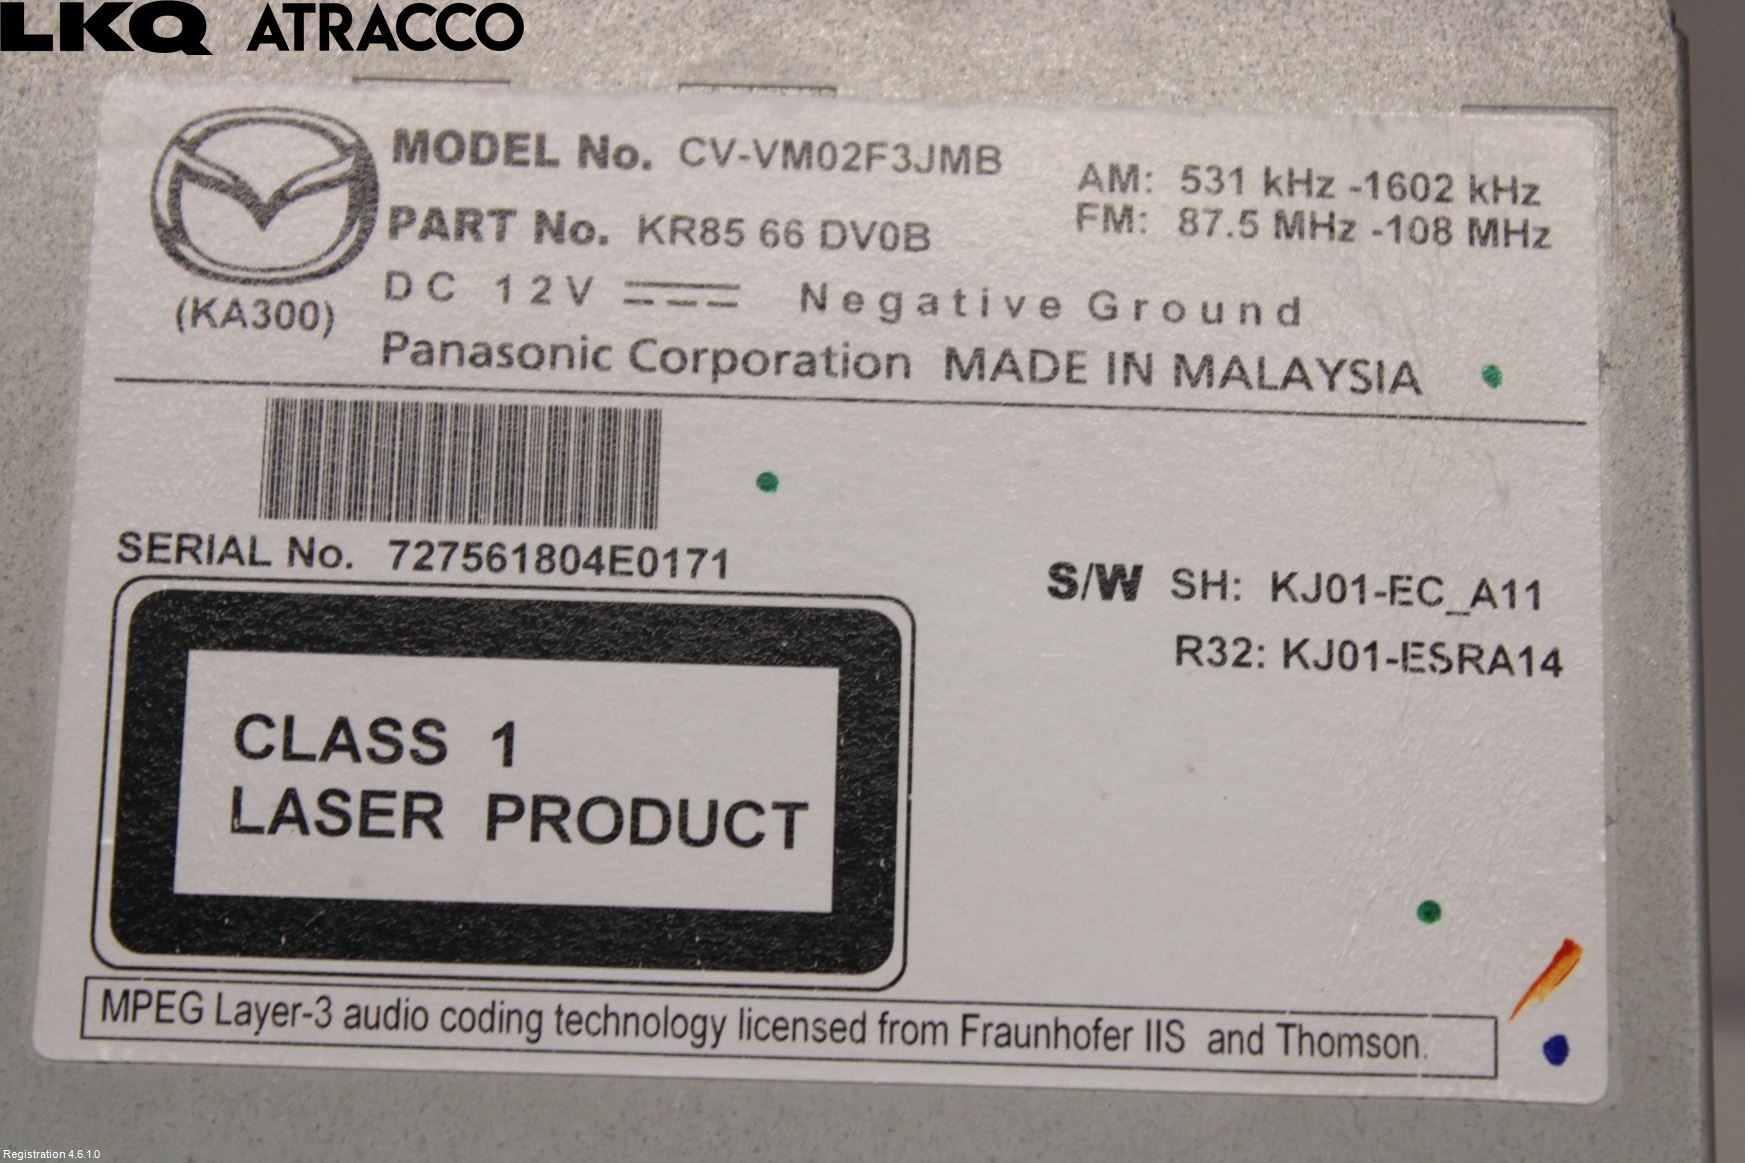 LKQ ATRACCO
MODEL No. CV-VM02F3JMB
PART No. KR85 66 DV0B
AM: 531 kHz -1602 kHz
FM: 87.5 MHz -108 MHz
(KA300)
DC 12V Negative Ground
Panasonic Corporation MADE IN MALAYSIA
SERIAL No. 727561804E0171
S/W SH: KJ01-EC_A11
R32: KJ01-ESRA14
CLASS 1
LASER PRODUCT
MPEG Layer-3 audio coding technology licensed from Fraunhofer IIS and Thomson.
Registration 4.6.1.0